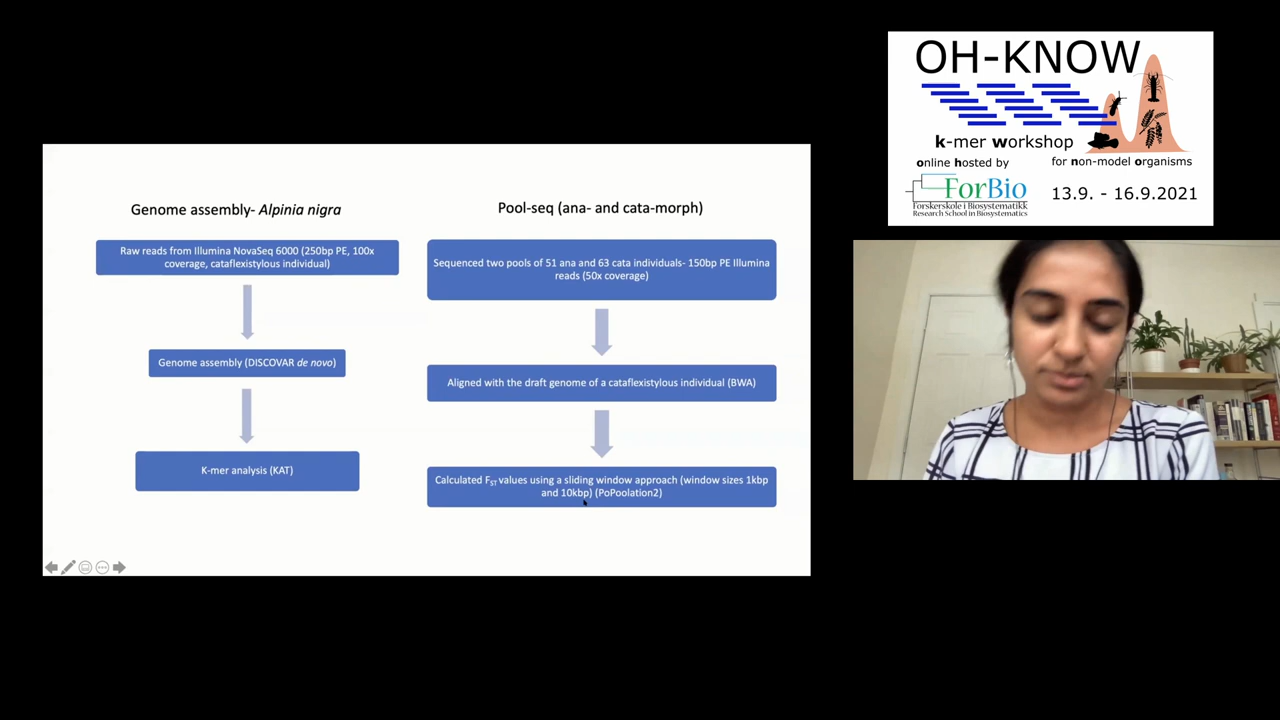 OH-KNOW
k-mer workshop
online hosted by
for non-model organisms
ForBio
Forskerskole i Biosystematikk
Research School in Biosystematics
13.9. - 16.9.2021
Genome assembly- Alpinia nigra
Raw reads from Illumina NovaSeq 6000 (250bp PE, 100x
coverage, cataflexistylous individual)
Genome assembly (DISCOVAR de novo)
K-mer analysis (KAT)
Pool-seq (ana- and cata-morph)
Sequenced two pools of 51 ana and 63 cata individuals- 150bp PE Illumina
reads (50x coverage)
Aligned with the draft genome of a cataflexistylous individual (BWA)
Calculated FST values using a sliding window approach (window sizes 1kbp
and 10kbp) (PoPoolation2)